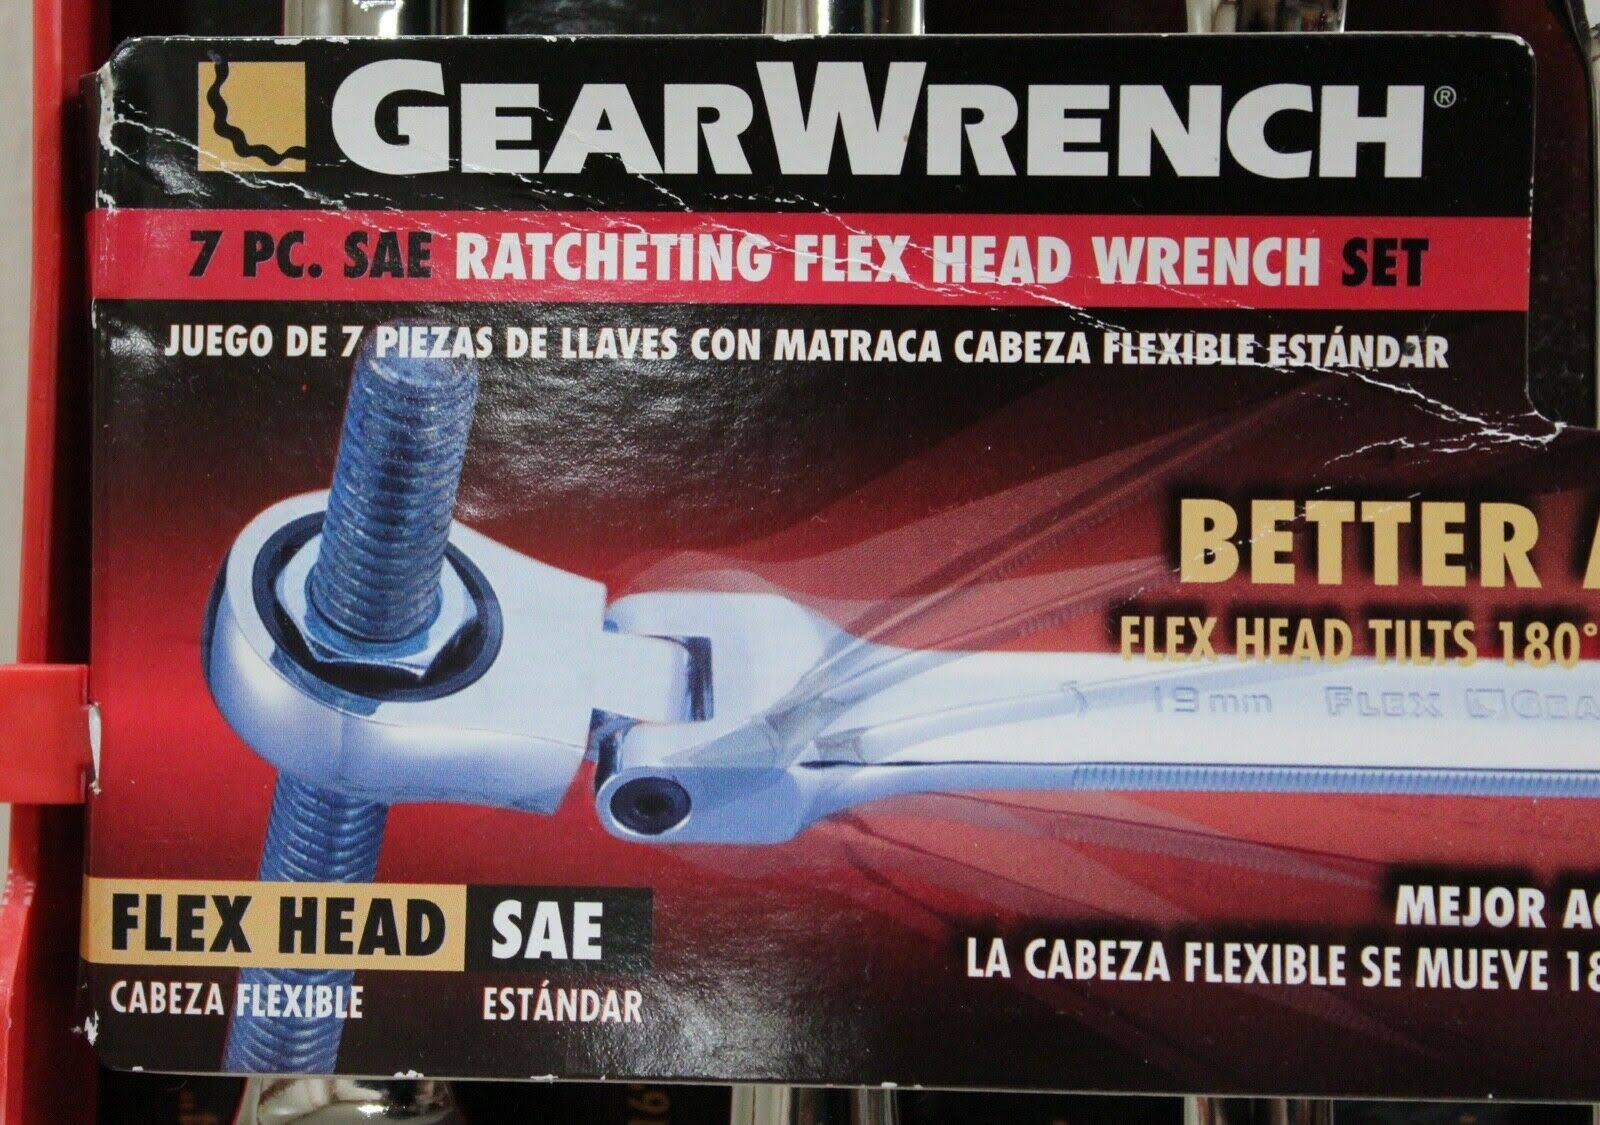 GEARWRENCH®
7 PC. SAE RATCHETING FLEX HEAD WRENCH SET
JUEGO DE 7 PIEZAS DE LLAVES CON MATRACA CABEZA FLEXIBLE ESTÁNDAR
BETTER
FLEX HEAD TILTS 180°
19mm FLEX GEA
MEJOR
LA CABEZA FLEXIBLE SE MUEVE 18
FLEX HEAD SAE
CABEZA FLEXIBLE ESTÁNDAR